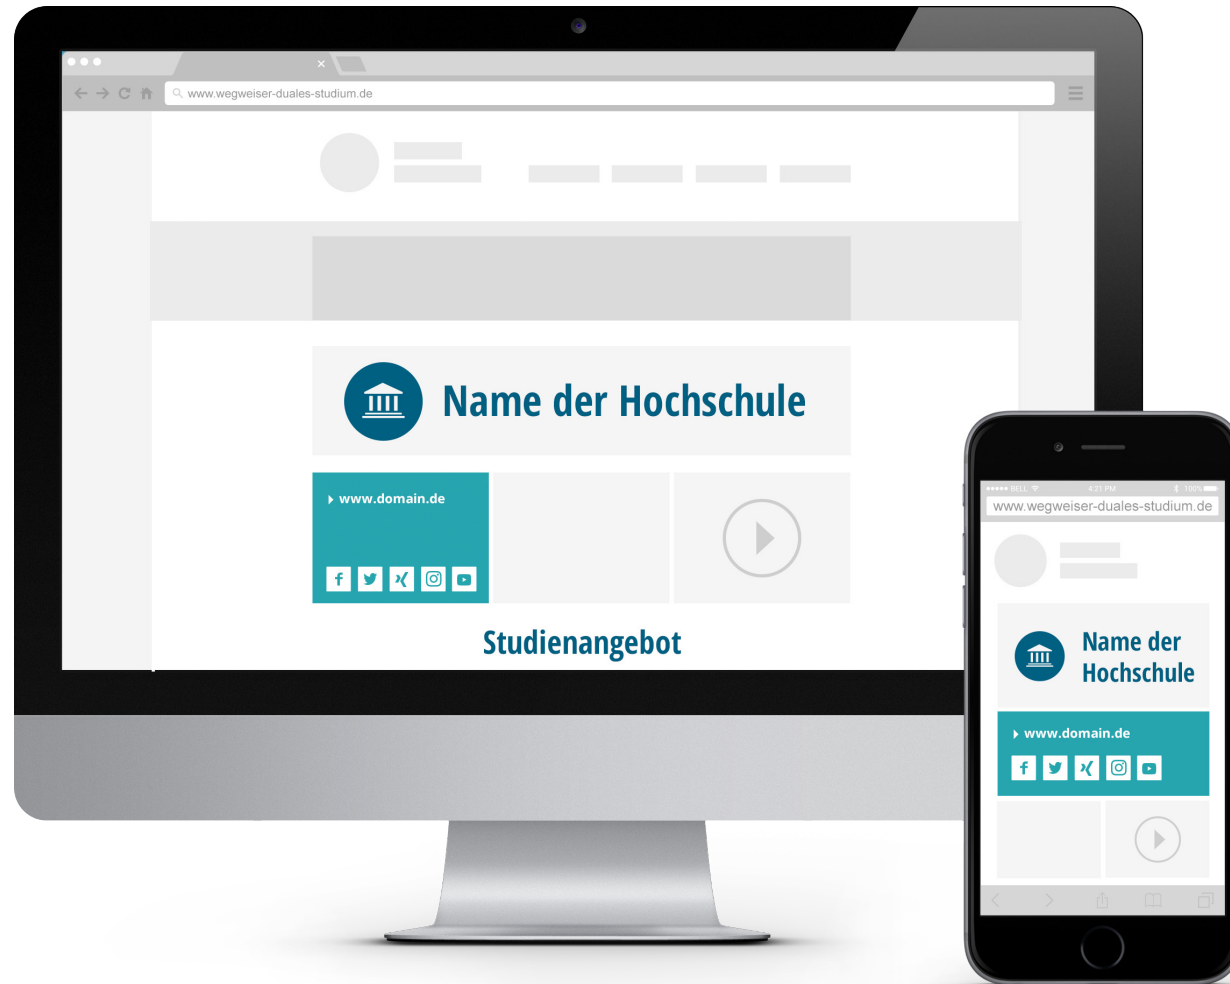 www.wegweiser-duales-studium.de
Name der Hochschule
www.domain.de
Studienangebot
BELL 4:21 PM 100%
www.wegweiser-duales-studium.de
Name der
Hochschule
www.domain.de